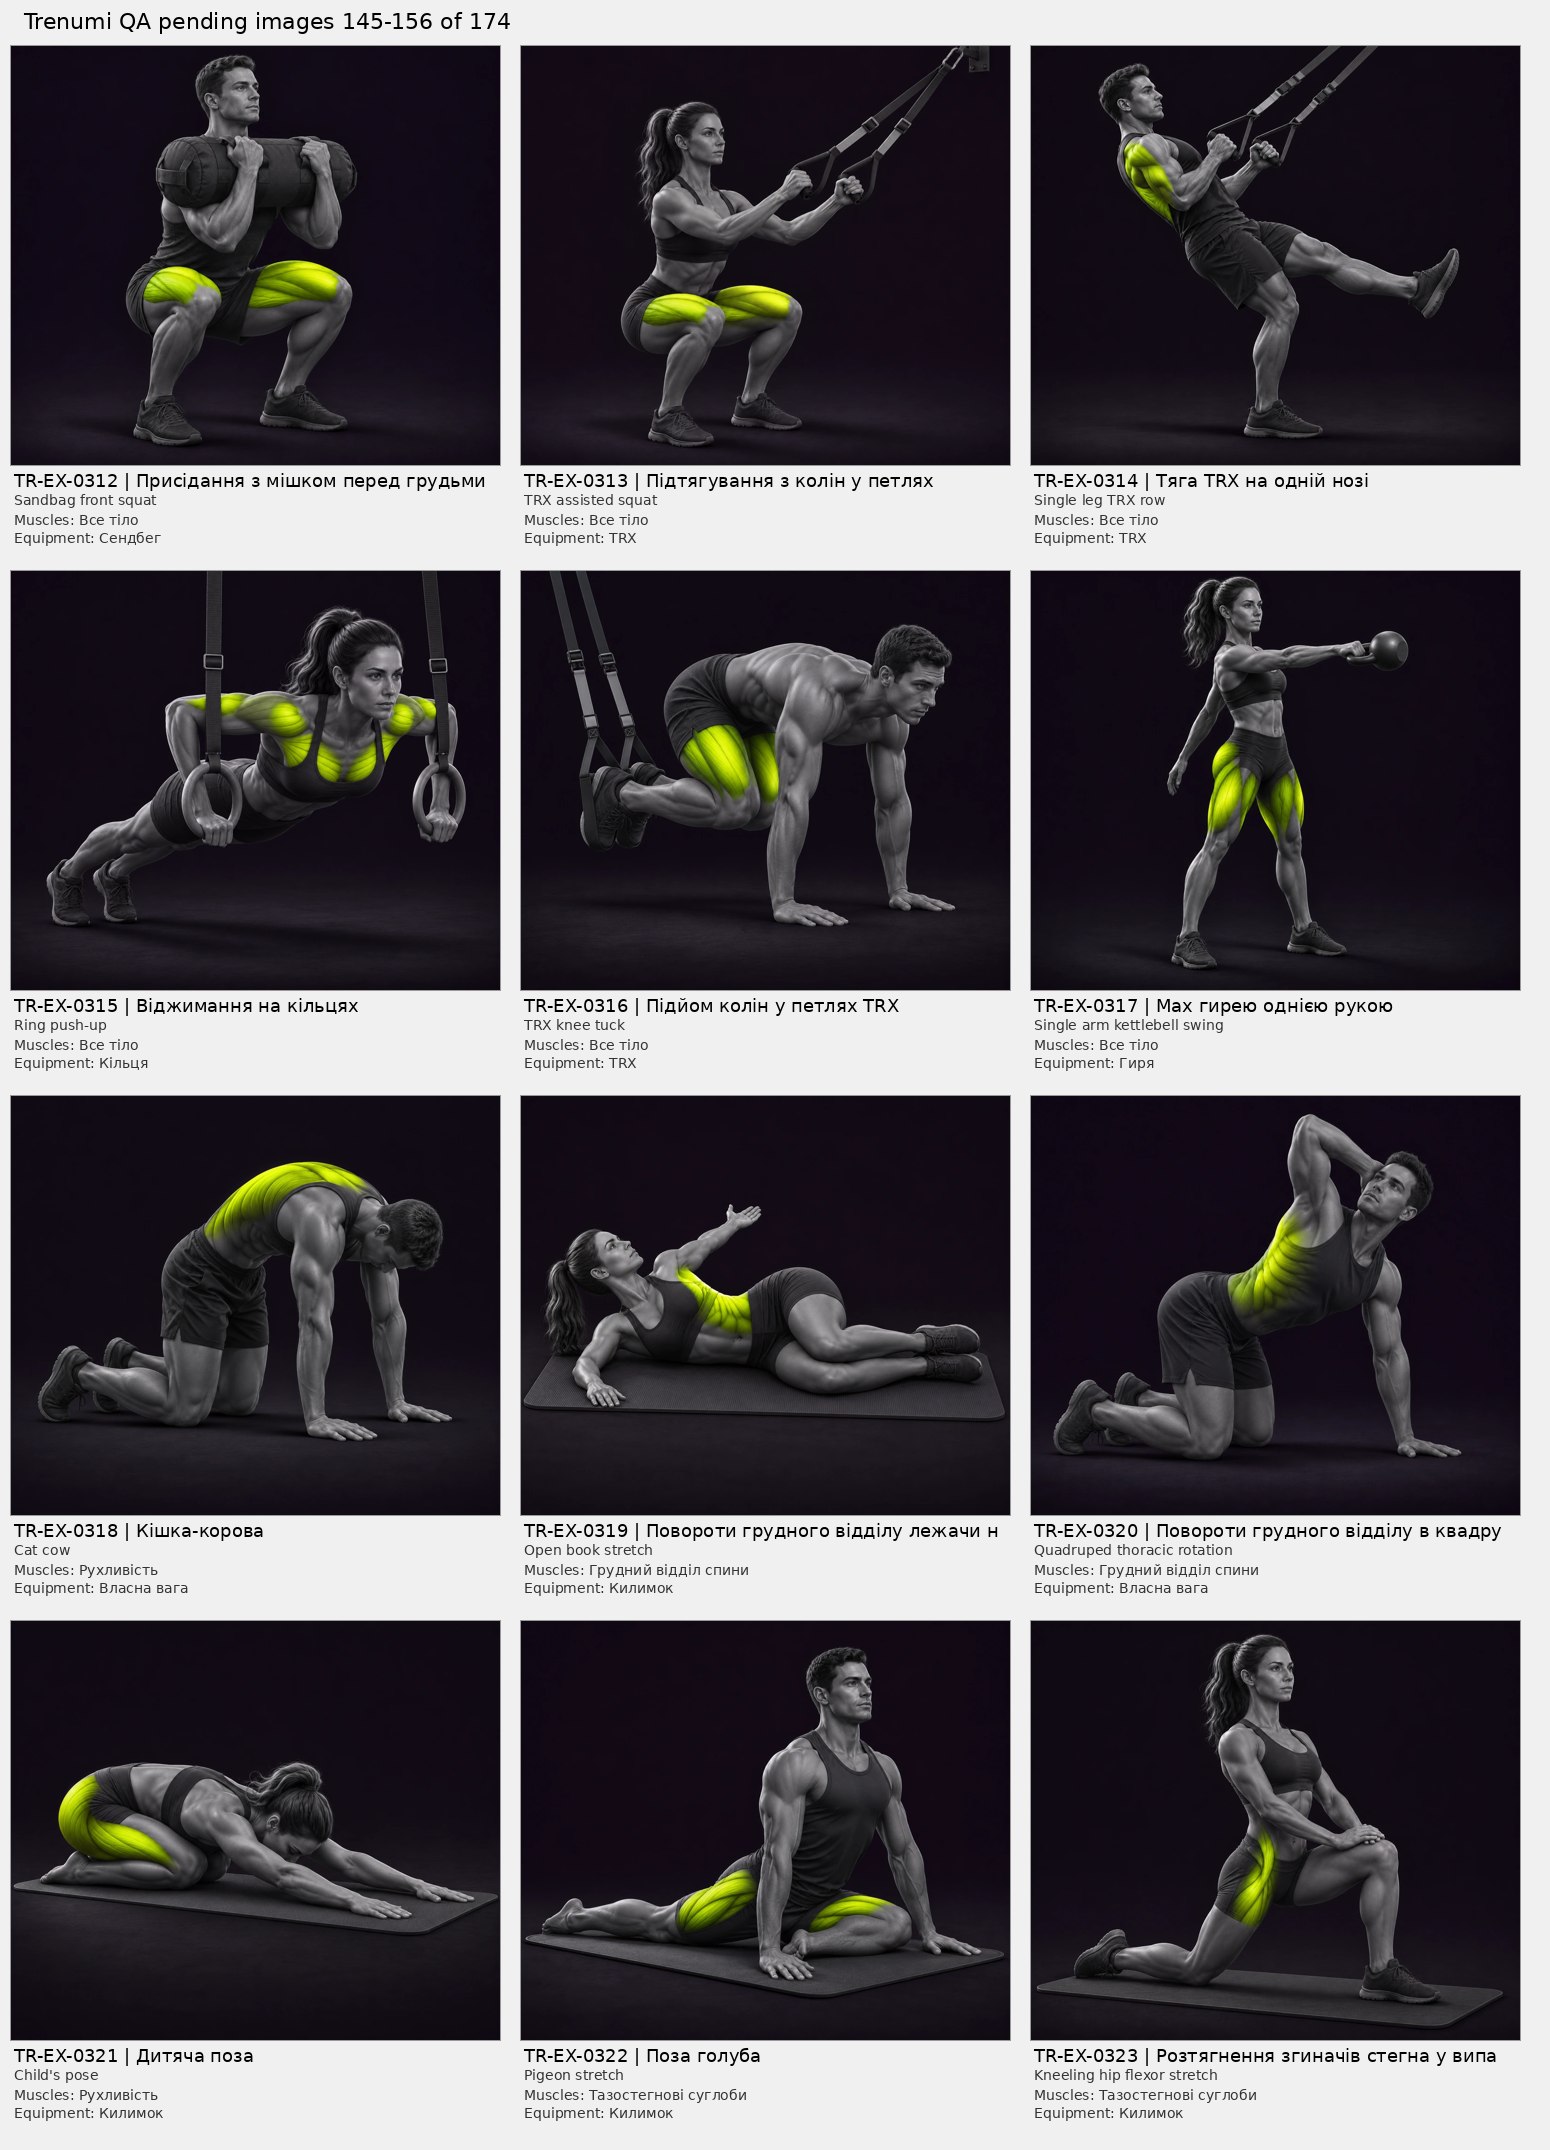 Trenumi QA pending images 145-156 of 174
TR-EX-0312 | Присідання з мішком перед грудьми
Sandbag front squat
Muscles: Все тіло
Equipment: Сендбег
TR-EX-0313 | Підтягування з колін у петлях
TRX assisted squat
Muscles: Все тіло
Equipment: TRX
TR-EX-0314 | Тяга TRX на одній нозі
Single leg TRX row
Muscles: Все тіло
Equipment: TRX
TR-EX-0315 | Віджимання на кільцях
Ring push-up
Muscles: Все тіло
Equipment: Кільця
TR-EX-0316 | Підйом колін у петлях TRX
TRX knee tuck
Muscles: Все тіло
Equipment: TRX
TR-EX-0317 | Мах гирею однією рукою
Single arm kettlebell swing
Muscles: Все тіло
Equipment: Гиря
TR-EX-0318 | Кішка-корова
Cat cow
Muscles: Рухливість
Equipment: Власна вага
TR-EX-0319 | Повороти грудного відділу лежачи н
Open book stretch
Muscles: Грудний відділ спини
Equipment: Килимок
TR-EX-0320 | Повороти грудного відділу в квадру
Quadruped thoracic rotation
Muscles: Грудний відділ спини
Equipment: Власна вага
TR-EX-0321 | Дитяча поза
Child's pose
Muscles: Рухливість
Equipment: Килимок
TR-EX-0322 | Поза голуба
Pigeon stretch
Muscles: Тазостегнові суглоби
Equipment: Килимок
TR-EX-0323 | Розтягнення згиначів стегна у випа
Kneeling hip flexor stretch
Muscles: Тазостегнові суглоби
Equipment: Килимок